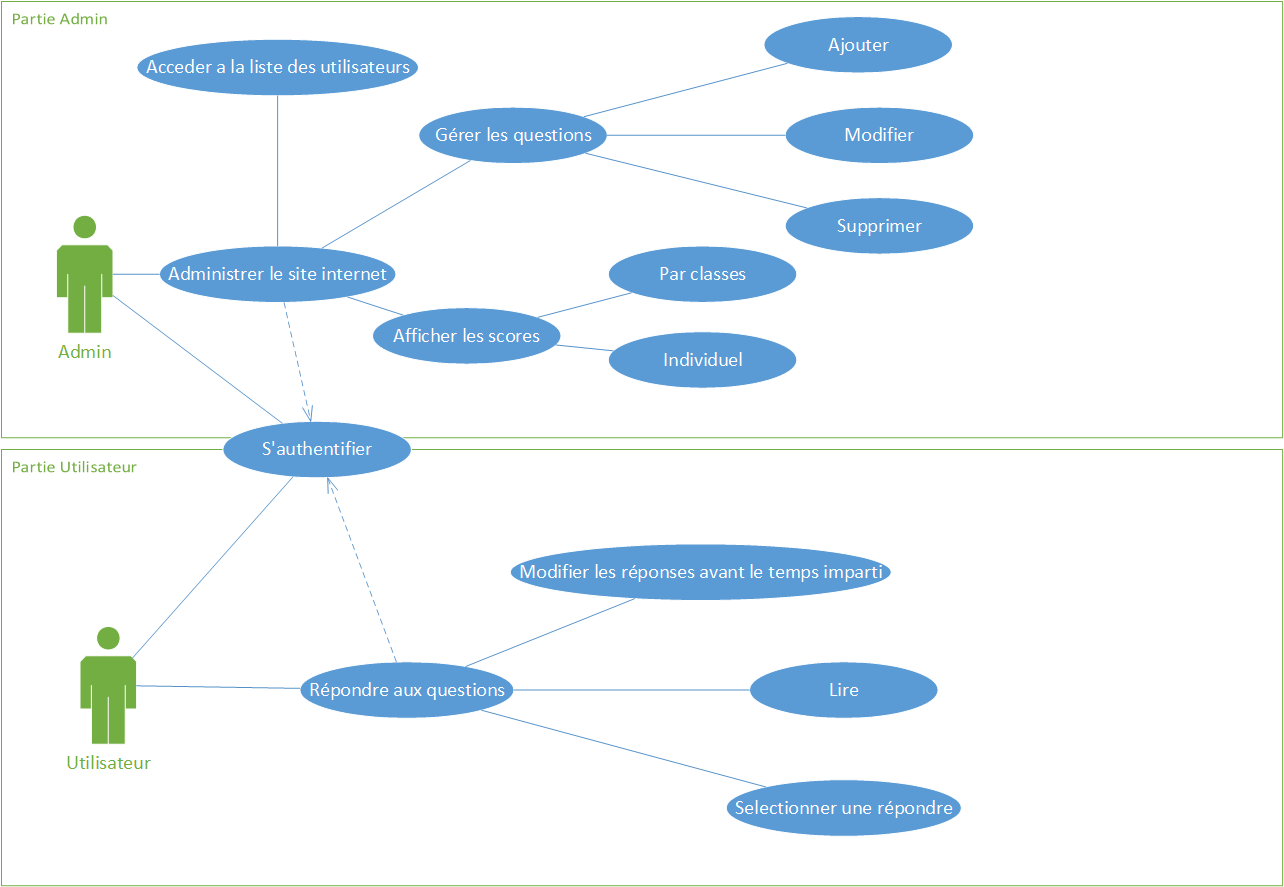 Partie Admin
Ajouter
Acceder a la liste des utilisateurs
Gérer les questions
Modifier
Supprimer
Administrer le site internet
Par classes
Afficher les scores
Individuel
Admin
S'authentifier
Partie Utilisateur
Modifier les réponses avant le temps imparti
Répondre aux questions
Lire
Utilisateur
Selectionner une répondre